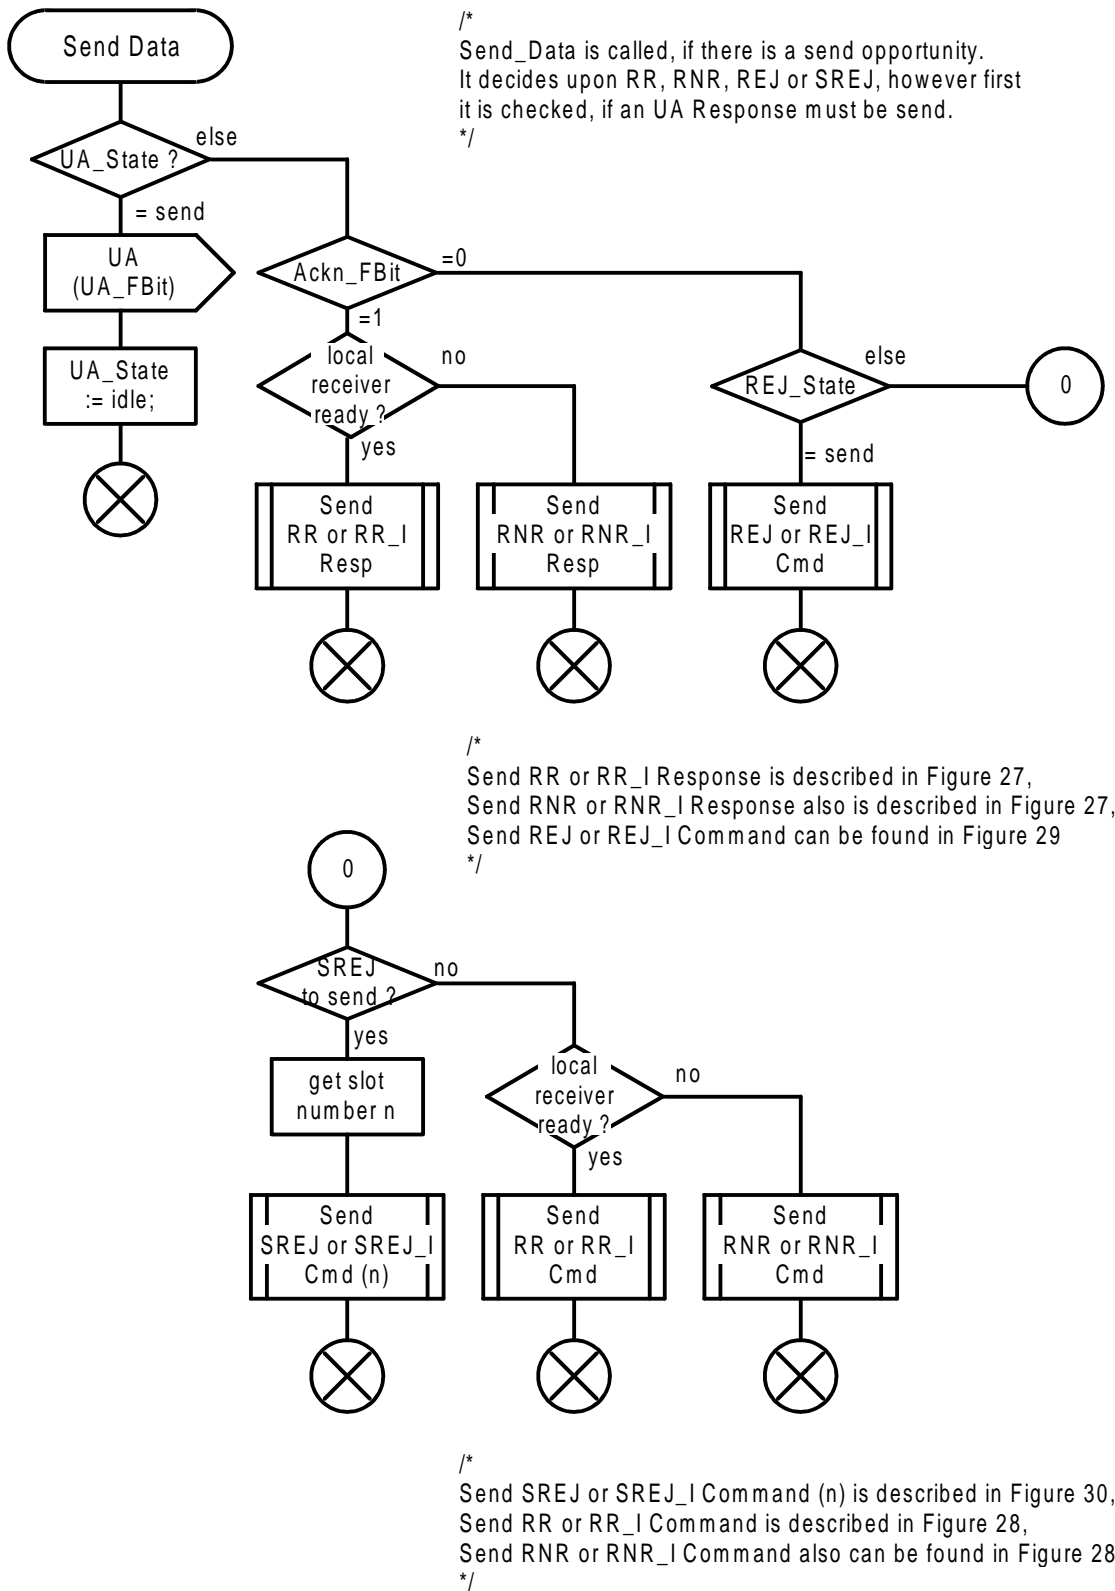 Send Data
/*
Send_Data is called, if there is a send opportunity.
It decides upon RR, RNR, REJ or SREJ, however first
it is checked, if an UA Response must be send.
*/
UA_State ?
else
= send
UA
(UA_FBit)
UA_State
:= idle;
Ackn_FBit
=0
=1
local
receiver
ready ?
no
yes
REJ_State
else
0
= send
Send
RR or RR_I
Resp
Send
RNR or RNR_I
Resp
Send
REJ or REJ_I
Cmd
/*
Send RR or RR_I Response is described in Figure 27,
Send RNR or RNR_I Response also is described in Figure 27,
Send REJ or REJ_I Command can be found in Figure 29
*/
0
SREJ
to send ?
no
yes
get slot
number n
local
receiver
ready ?
no
yes
Send
SREJ or SREJ_I
Cmd (n)
Send
RR or RR_I
Cmd
Send
RNR or RNR_I
Cmd
/*
Send SREJ or SREJ_I Command (n) is described in Figure 30,
Send RR or RR_I Command is described in Figure 28,
Send RNR or RNR_I Command also can be found in Figure 28
*/